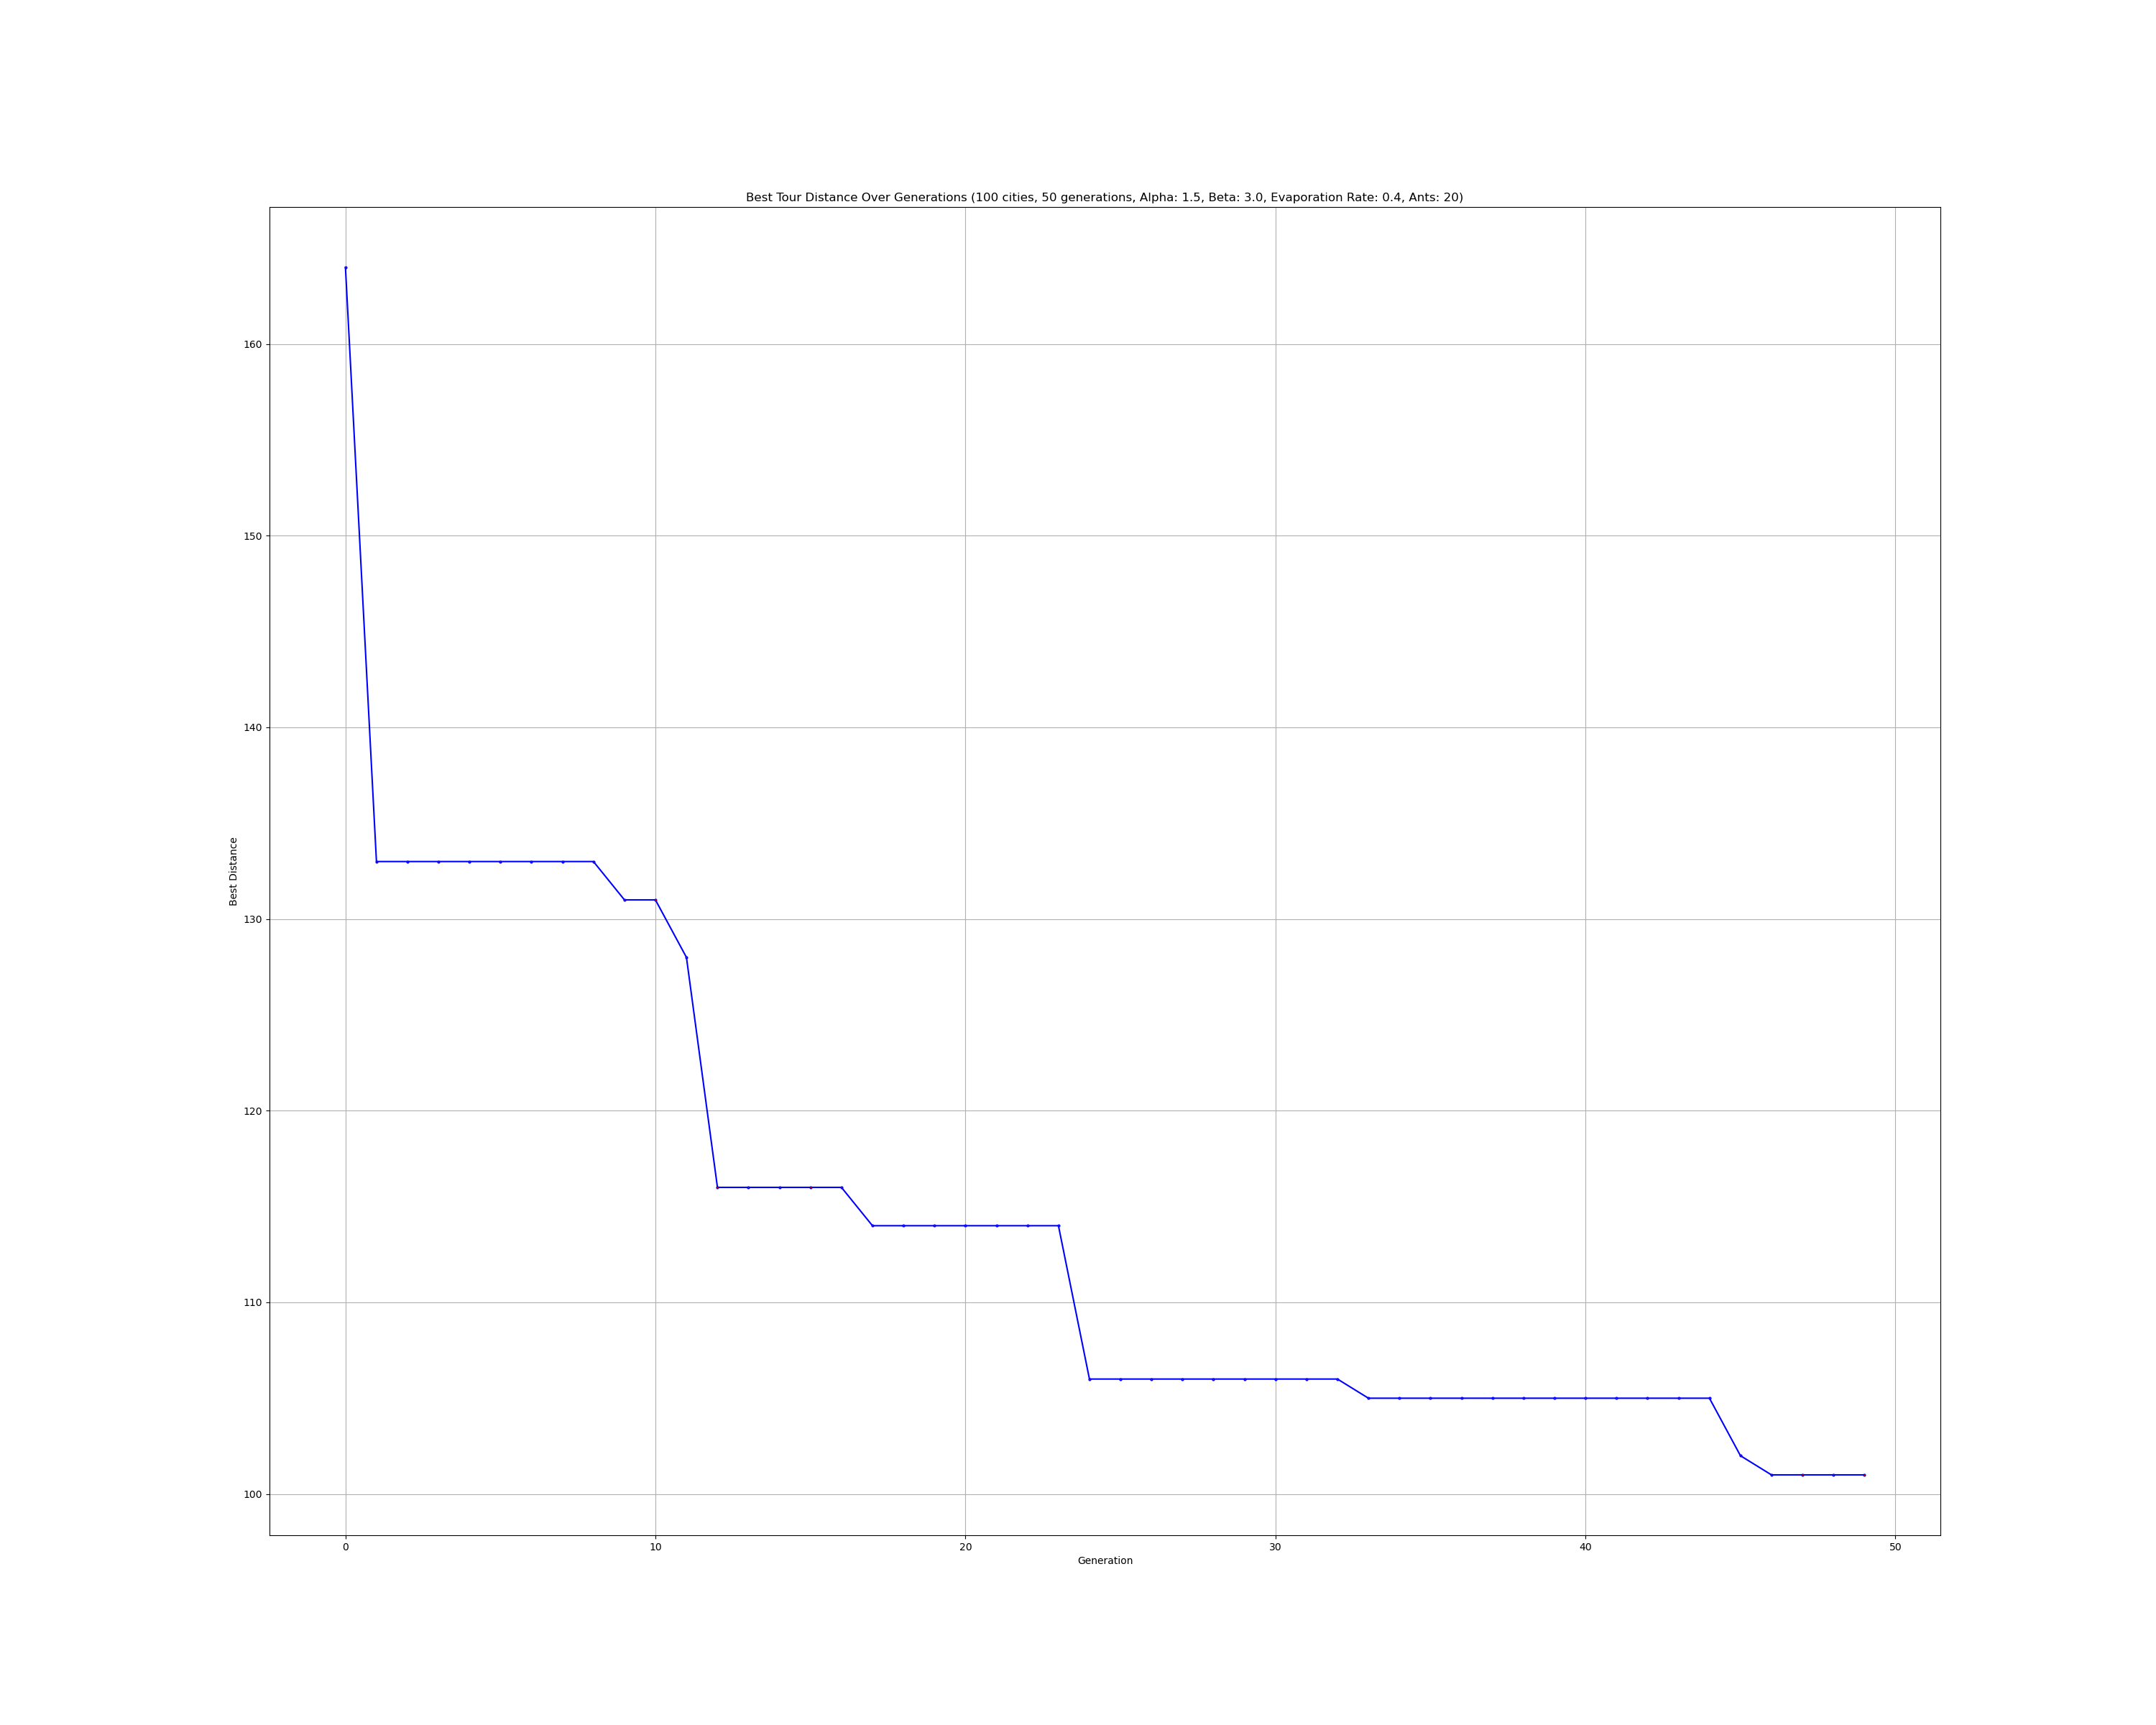 Best Tour Distance Over Generations (100 cities, 50 generations, Alpha: 1.5, Beta: 3.0, Evaporation Rate: 0.4, Ants: 20)
160
150
140
130
120
110
100
Best Distance
0 10 20 30 40 50
Generation